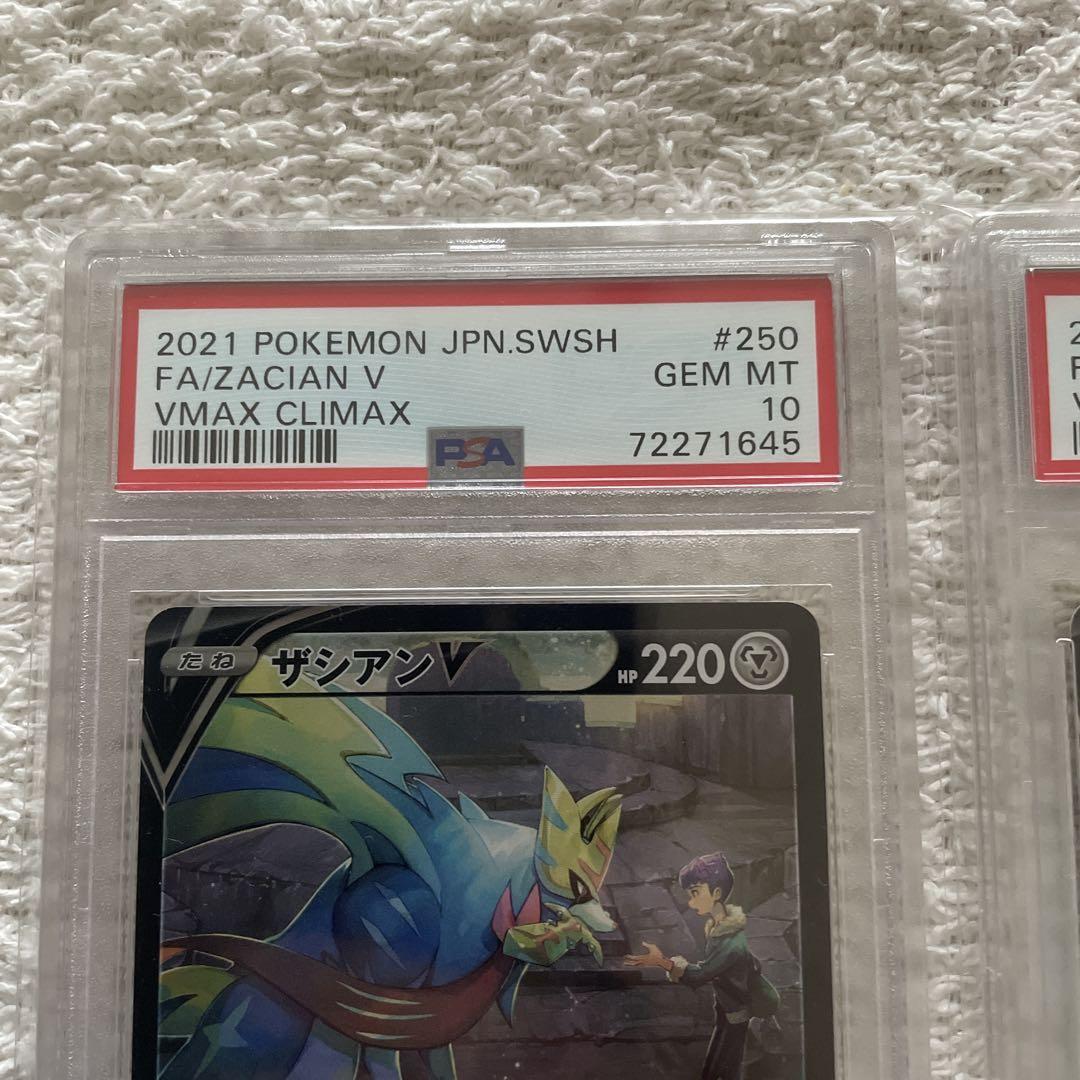 2021 POKEMON JPN.SWSH #250
FA/ZACIAN V GEM MT
VMAX CLIMAX 10
PSA 72271645
たね ザシアンV HP 220